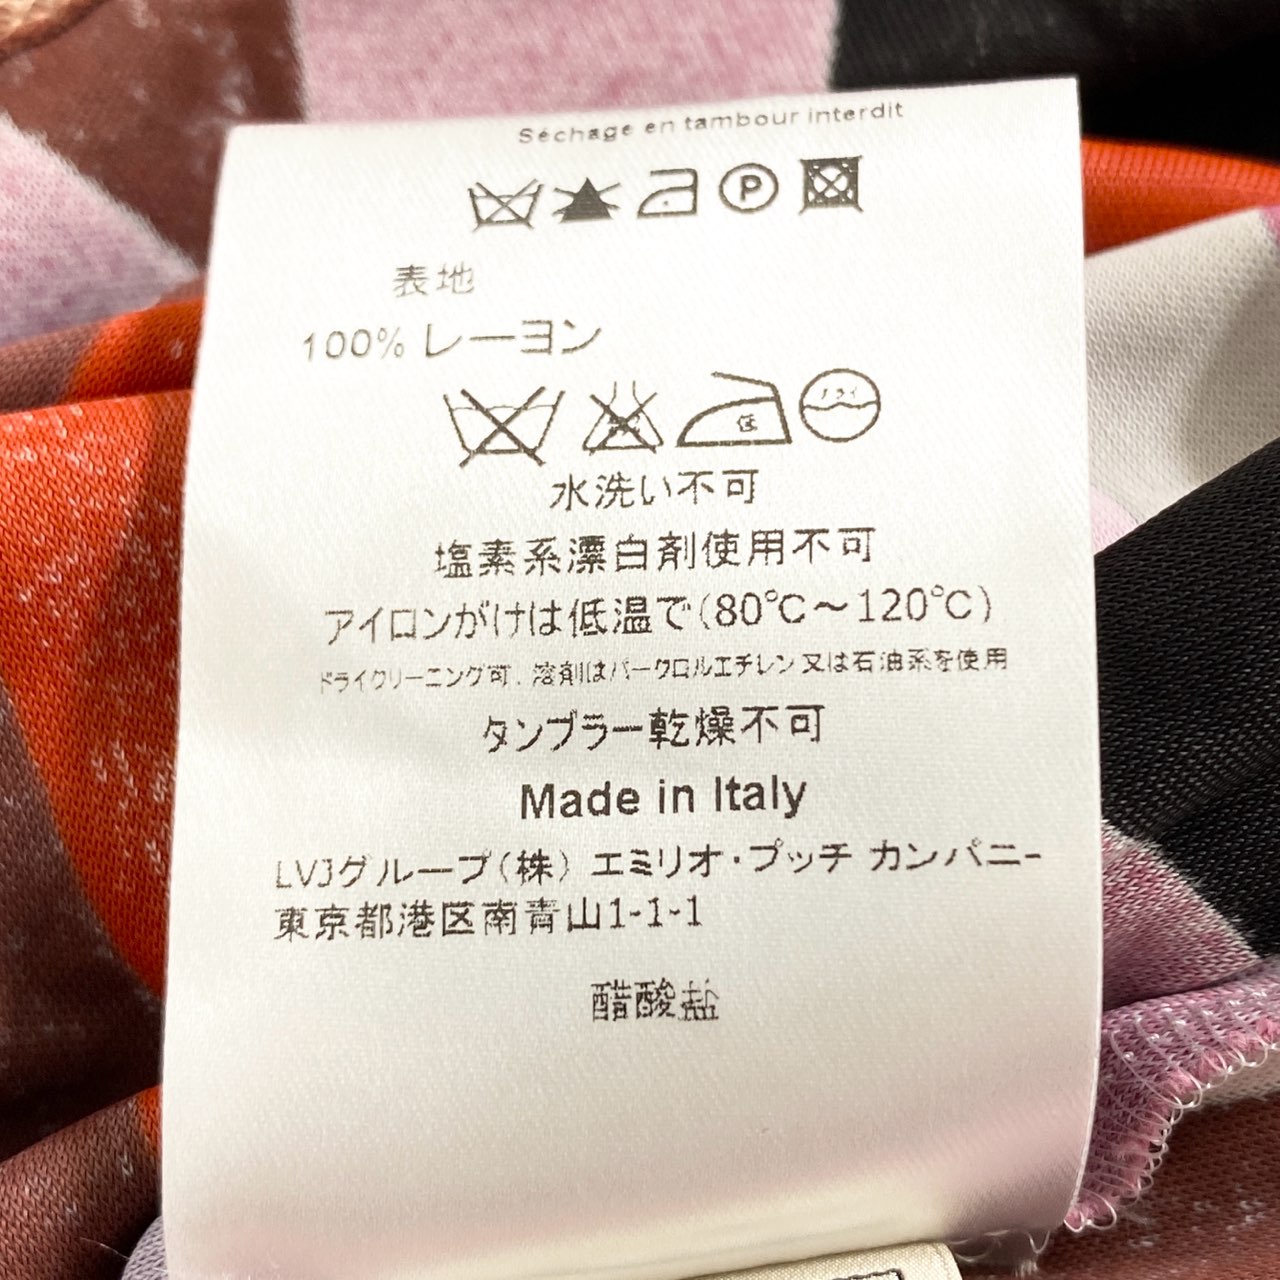 Séchage en tambour interdit
P
表地
100% レーヨン
低 ドライ
水洗い不可
塩素系漂白剤使用不可
アイロンがけは低温で(80℃～120℃)
ドライクリーニング可、溶剤はパークロルエチレン又は石油系を使用
タンブラー乾燥不可
Made in Italy
LVJグループ(株) エミリオ・プッチ カンパニー
東京都港区南青山1-1-1
醋酸盐